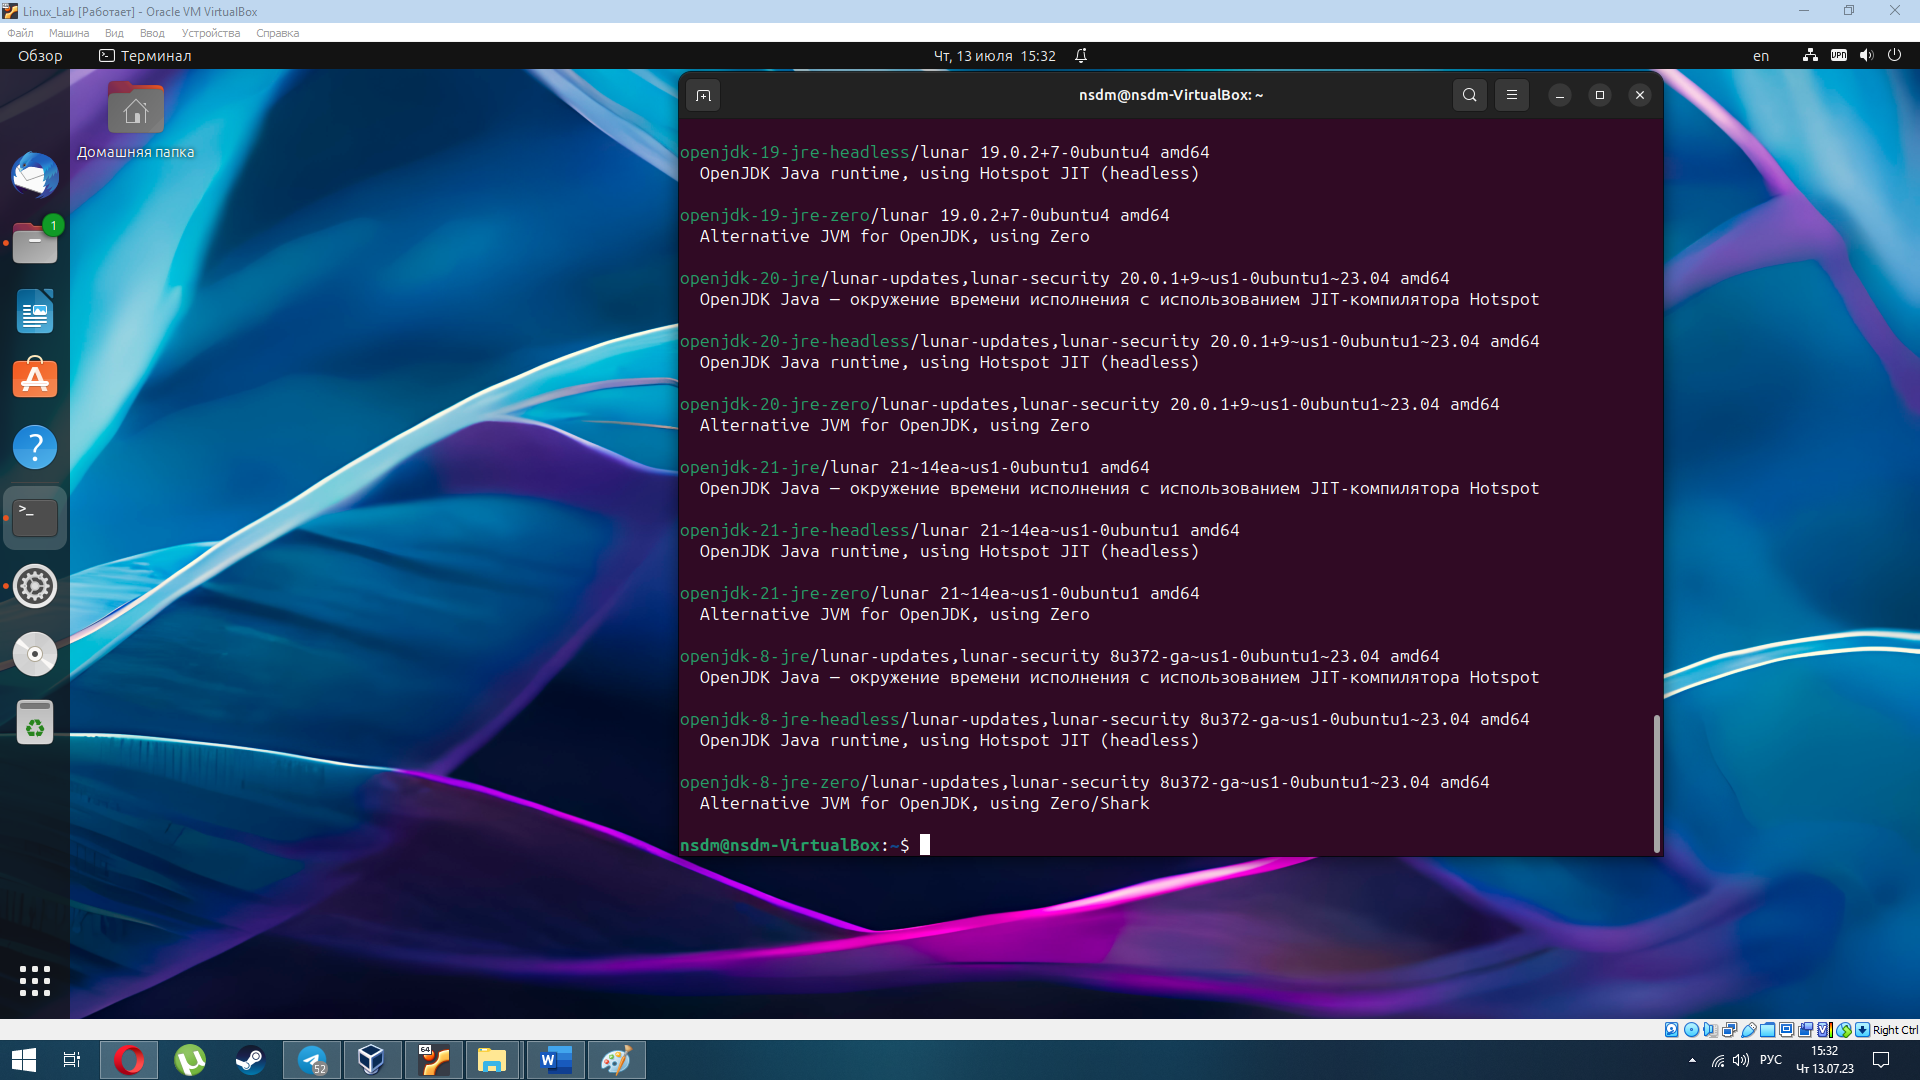 Linux_Lab [Работает] - Oracle VM VirtualBox
Файл Машина Вид Ввод Устройства Справка
Обзор Терминал Чт, 13 июля 15:32 en VPN
Домашняя папка
nsdm@nsdm-VirtualBox: ~
1
openjdk-19-jre-headless/lunar 19.0.2+7-0ubuntu4 amd64
OpenJDK Java runtime, using Hotspot JIT (headless)
openjdk-19-jre-zero/lunar 19.0.2+7-0ubuntu4 amd64
Alternative JVM for OpenJDK, using Zero
openjdk-20-jre/lunar-updates,lunar-security 20.0.1+9~us1-0ubuntu1~23.04 amd64
OpenJDK Java — окружение времени исполнения с использованием JIT-компилятора Hotspot
openjdk-20-jre-headless/lunar-updates,lunar-security 20.0.1+9~us1-0ubuntu1~23.04 amd64
OpenJDK Java runtime, using Hotspot JIT (headless)
openjdk-20-jre-zero/lunar-updates,lunar-security 20.0.1+9~us1-0ubuntu1~23.04 amd64
Alternative JVM for OpenJDK, using Zero
openjdk-21-jre/lunar 21~14ea~us1-0ubuntu1 amd64
OpenJDK Java — окружение времени исполнения с использованием JIT-компилятора Hotspot
openjdk-21-jre-headless/lunar 21~14ea~us1-0ubuntu1 amd64
OpenJDK Java runtime, using Hotspot JIT (headless)
openjdk-21-jre-zero/lunar 21~14ea~us1-0ubuntu1 amd64
Alternative JVM for OpenJDK, using Zero
openjdk-8-jre/lunar-updates,lunar-security 8u372-ga~us1-0ubuntu1~23.04 amd64
OpenJDK Java — окружение времени исполнения с использованием JIT-компилятора Hotspot
openjdk-8-jre-headless/lunar-updates,lunar-security 8u372-ga~us1-0ubuntu1~23.04 amd64
OpenJDK Java runtime, using Hotspot JIT (headless)
openjdk-8-jre-zero/lunar-updates,lunar-security 8u372-ga~us1-0ubuntu1~23.04 amd64
Alternative JVM for OpenJDK, using Zero/Shark
nsdm@nsdm-VirtualBox:~$
Right Ctrl
52 64 W РУС 15:32
Чт 13.07.23